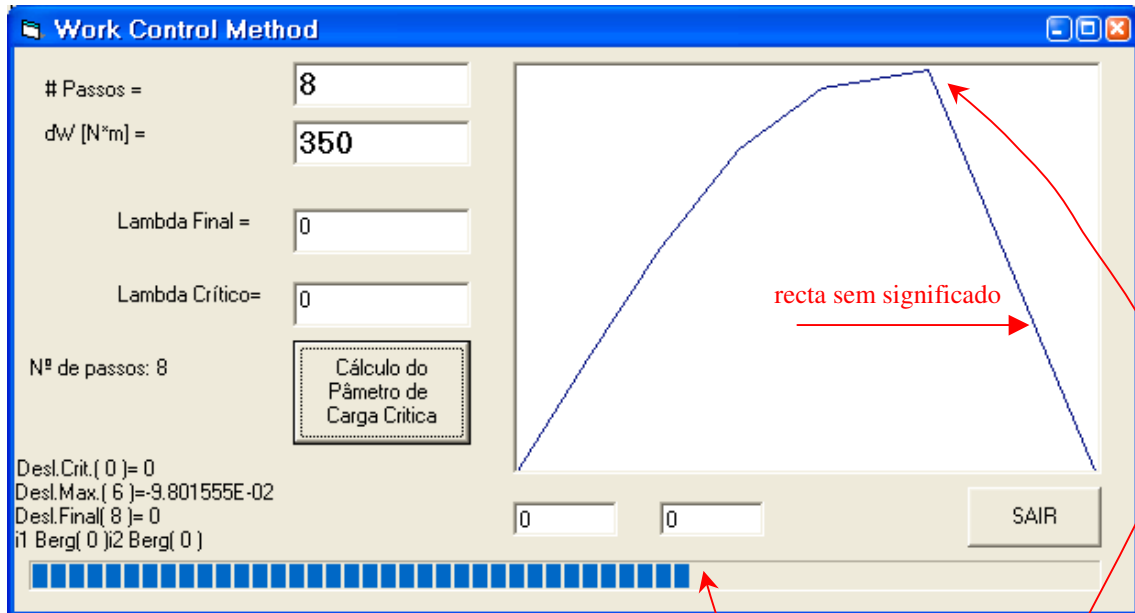 Work Control Method
# Passos =
8
dW [N*m] =
350
Lambda Final =
0
Lambda Crítico=
0
recta sem significado
Nº de passos: 8
Cálculo do
Pâmetro de
Carga Critica
Desl.Crit.( 0 )= 0
Desl.Max.( 6 )=-9.801555E-02
Desl.Final( 8 )= 0
i1 Berg( 0 )i2 Berg( 0 )
0
0
SAIR